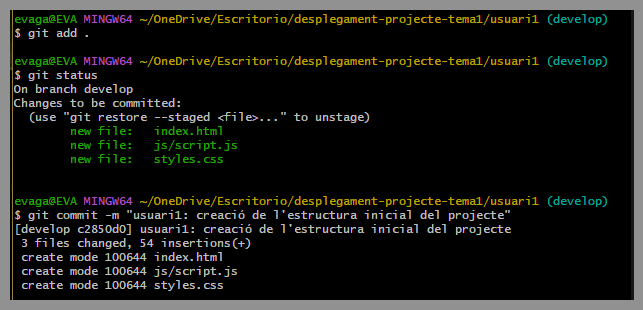 evaga@EVA MINGW64 ~/OneDrive/Escritorio/desplegament-projecte-tema1/usuari1 (develop)
$ git add .
evaga@EVA MINGW64 ~/OneDrive/Escritorio/desplegament-projecte-tema1/usuari1 (develop)
$ git status
On branch develop
Changes to be committed:
  (use "git restore --staged <file>..." to unstage)
        new file:   index.html
        new file:   js/script.js
        new file:   styles.css
evaga@EVA MINGW64 ~/OneDrive/Escritorio/desplegament-projecte-tema1/usuari1 (develop)
$ git commit -m "usuari1: creació de l'estructura inicial del projecte"
[develop c2850d0] usuari1: creació de l'estructura inicial del projecte
 3 files changed, 54 insertions(+)
 create mode 100644 index.html
 create mode 100644 js/script.js
 create mode 100644 styles.css